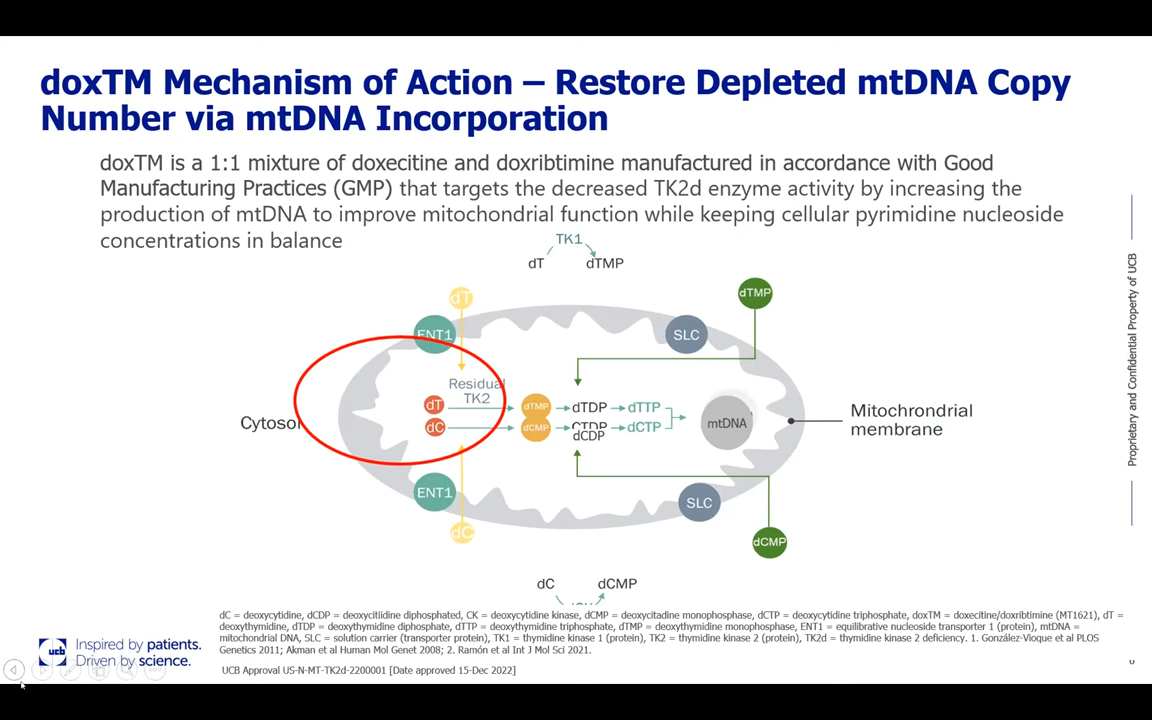 doxTM Mechanism of Action – Restore Depleted mtDNA Copy
Number via mtDNA Incorporation
doxTM is a 1:1 mixture of doxecitine and doxribtimine manufactured in accordance with Good
Manufacturing Practices (GMP) that targets the decreased TK2d enzyme activity by increasing the
production of mtDNA to improve mitochondrial function while keeping cellular pyrimidine nucleoside
concentrations in balance
TK1
dT dTMP
dT
dTMP
ENT1
SLC
Residual
TK2
dT
dTMP
dTDP
dTTP
Cytosol
dC
dCMP
CTDP
dCDP
dCTP
mtDNA
Mitochrondrial
membrane
ENT1
SLC
dC
dCMP
dC dCMP
Proprietary and Confidential Property of UCB
dC = deoxycytidine, dCDP = deoxycitiidine diphosphated, CK = deoxycytidine kinase, dCMP = deoxycitadine monophosphate, dCTP = deoxycytidine triphosphate, doxTM = doxecitine/doxribtimine (MT1621), dT =
deoxythymidine, dTDP = deoxythymidine diphosphate, dTTP = deoxythymidine triphosphate, dTMP = deoxythymidine monophosphate, ENT1 = equilibrative nucleoside transporter 1 (protein), mtDNA =
mitochondrial DNA, SLC = solution carrier (transporter protein), TK1 = thymidine kinase 1 (protein), TK2 = thymidine kinase 2 (protein), TK2d = thymidine kinase 2 deficiency. 1. González-Vioque et al PLOS
Genetics 2011; Akman et al Human Mol Genet 2008; 2. Ramón et al Int J Mol Sci 2021.
ucb
Inspired by patients.
Driven by science.
UCB Approval US-N-MT-TK2d-2200001 [Date approved 15-Dec 2022]